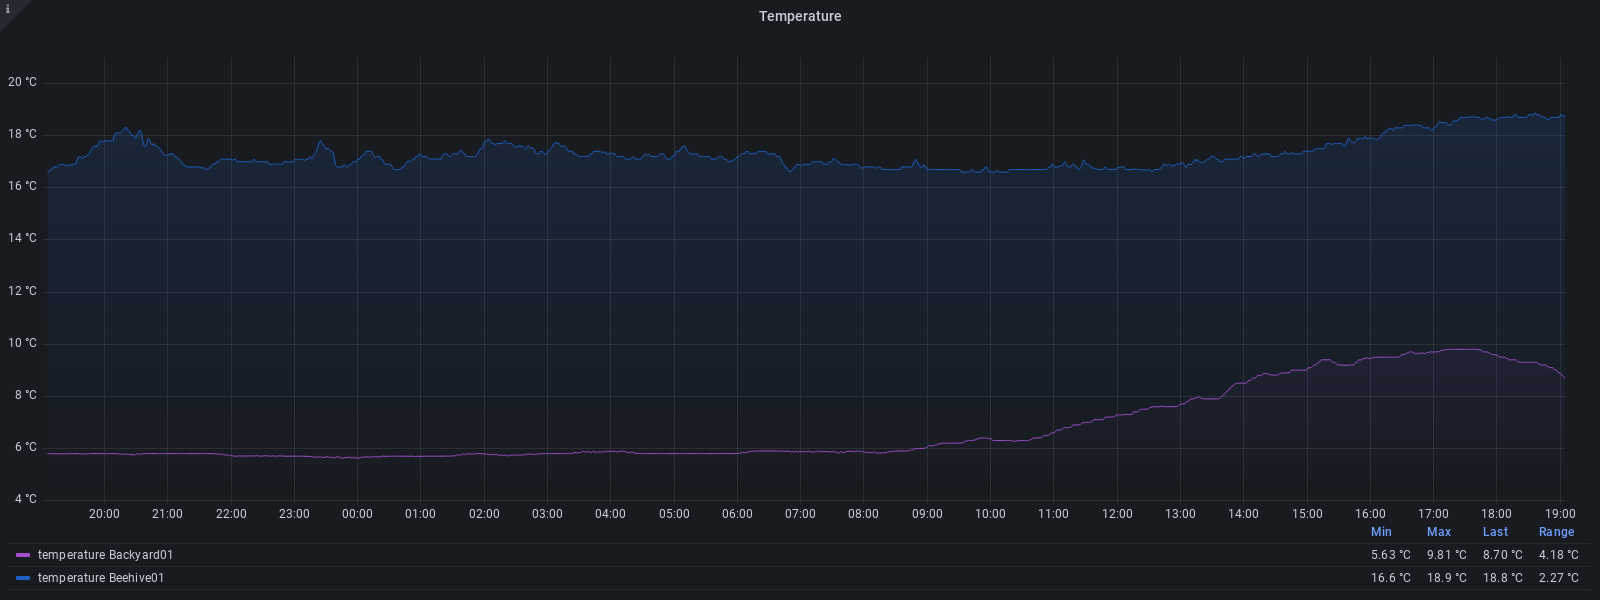 i
Temperature
20 °C
18 °C
16 °C
14 °C
12 °C
10 °C
8 °C
6 °C
4 °C
20:00 21:00 22:00 23:00 00:00 01:00 02:00 03:00 04:00 05:00 06:00 07:00 08:00 09:00 10:00 11:00 12:00 13:00 14:00 15:00 16:00 17:00 18:00 19:00
Min Max Last Range
temperature Backyard01 5.63 °C 9.81 °C 8.70 °C 4.18 °C
temperature Beehive01 16.6 °C 18.9 °C 18.8 °C 2.27 °C